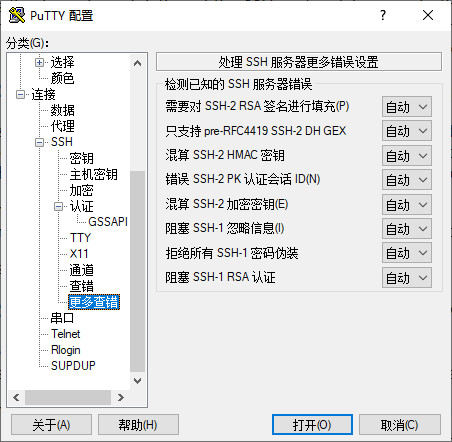 PuTTY 配置
分类(G):
选择
颜色
连接
数据
代理
SSH
密钥
主机密钥
加密
认证
GSSAPI
TTY
X11
通道
查错
更多查错
串口
Telnet
Rlogin
SUPDUP
处理 SSH 服务器更多错误设置
检测已知的 SSH 服务器错误
需要对 SSH-2 RSA 签名进行填充(P) 自动
只支持 pre-RFC4419 SSH-2 DH GEX 自动
混算 SSH-2 HMAC 密钥 自动
错误 SSH-2 PK 认证会话 ID(N) 自动
混算 SSH-2 加密密钥(E) 自动
阻塞 SSH-1 忽略信息(I) 自动
拒绝所有 SSH-1 密码伪装 自动
阻塞 SSH-1 RSA 认证 自动
关于(A) 帮助(H) 打开(O) 取消(C)